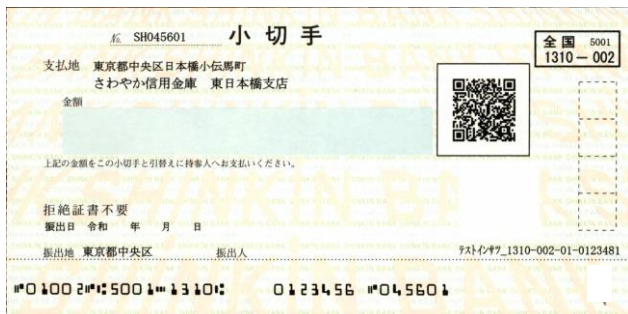 № SH045601 小切手
全国 5001
1310－002
支払地 東京都中央区日本橋小伝馬町
さわやか信用金庫 東日本橋支店
金額
上記の金額をこの小切手と引替えに持参人へお支払いください。
拒絶証書不要
振出日 令和 年 月 日
振出地 東京都中央区 振出人
ﾃｽﾄｲﾝｻﾂ_1310-002-01-0123481
⑈0100 2⑈⑆5001⑉1310⑆ 0123456 ⑈045601